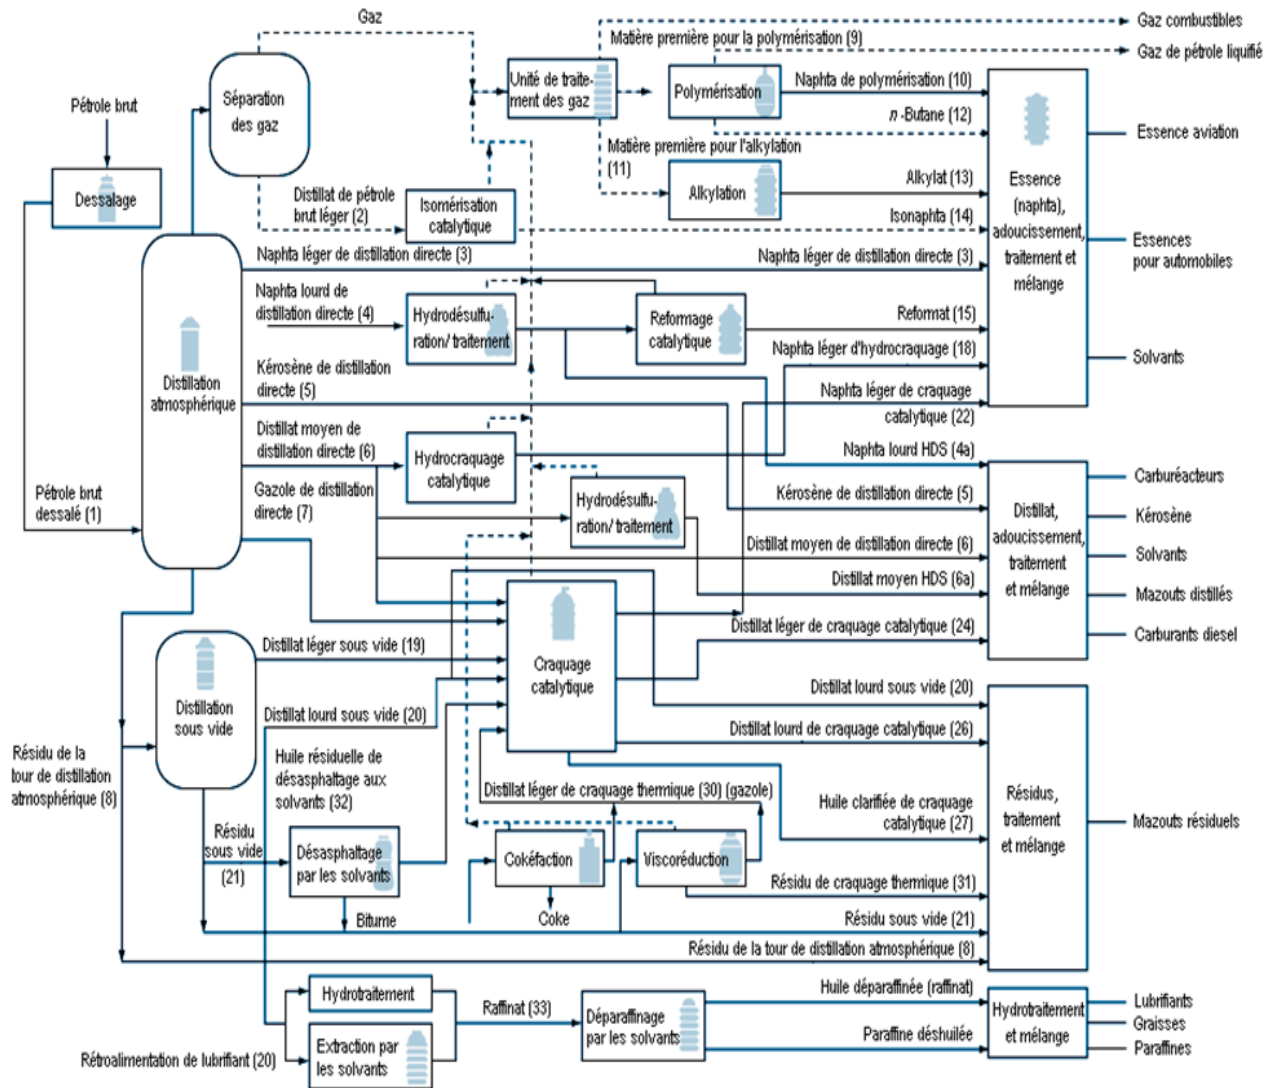 Gaz
Gaz combustibles
Matière première pour la polymérisation (9)
Gaz de pétrole liquifié
Pétrole brut
Séparation
des gaz
Unité de traite-
ment des gaz
Polymérisation
Naphta de polymérisation (10)
n -Butane (12)
Essence aviation
Matière première pour l'alkylation
(11)
Dessalage
Distillat de pétrole
brut léger (2)
Isomérisation
catalytique
Alkylation
Alkylat (13)
Isonaphta (14)
Essence
(naphta),
adoucissement,
traitement et
mélange
Essences
pour automobiles
Naphta léger de distillation directe (3)
Naphta léger de distillation directe (3)
Naphta lourd de
distillation directe (4)
Hydrodésulfu-
ration/ traitement
Reformage
catalytique
Reformat (15)
Naphta léger d'hydrocraquage (18)
Solvants
Distillation
atmosphérique
Kérosène de distillation
directe (5)
Naphta léger de craquage
catalytique (22)
Distillat moyen de
distillation directe (6)
Hydrocraquage
catalytique
Naphta lourd HDS (4a)
Carburéacteurs
Pétrole brut
dessalé (1)
Gazole de distillation
directe (7)
Hydrodésulfu-
ration/ traitement
Kérosène de distillation directe (5)
Kérosène
Distillat,
adoucissement,
traitement
et mélange
Distillat moyen de distillation directe (6)
Solvants
Distillat moyen HDS (6a)
Mazouts distillés
Distillat léger de craquage catalytique (24)
Carburants diesel
Distillat léger sous vide (19)
Craquage
catalytique
Distillation
sous vide
Distillat lourd sous vide (20)
Distillat lourd sous vide (20)
Distillat lourd de craquage catalytique (26)
Résidu de la
tour de distillation
atmosphérique (8)
Huile résiduelle de
désasphaltage aux
solvants (32)
Distillat léger de craquage thermique (30) (gazole)
Huile clarifiée de craquage
catalytique (27)
Résidus,
traitement
et mélange
Mazouts résiduels
Résidu
sous vide
(21)
Désasphaltage
par les solvants
Cokéfaction
Viscoréduction
Résidu de craquage thermique (31)
Bitume
Coke
Résidu sous vide (21)
Résidu de la tour de distillation atmosphérique (8)
Hydrotraitement
Raffinat (33)
Déparaffinage
par les solvants
Huile déparaffinée (raffinat)
Hydrotraitement
et mélange
Lubrifiants
Graisses
Paraffines
Rétroalimentation de lubrifiant (20)
Extraction par
les solvants
Paraffine déshuilée